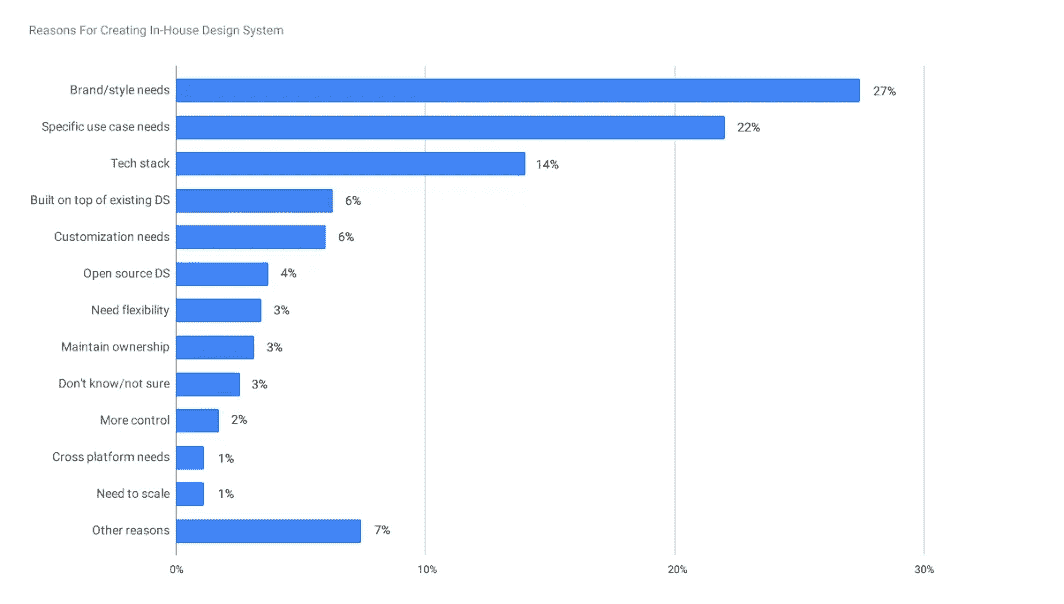 Reasons For Creating In-House Design System
Brand/style needs 27%
Specific use case needs 22%
Tech stack 14%
Built on top of existing DS 6%
Customization needs 6%
Open source DS 4%
Need flexibility 3%
Maintain ownership 3%
Don't know/not sure 3%
More control 2%
Cross platform needs 1%
Need to scale 1%
Other reasons 7%
0% 10% 20% 30%